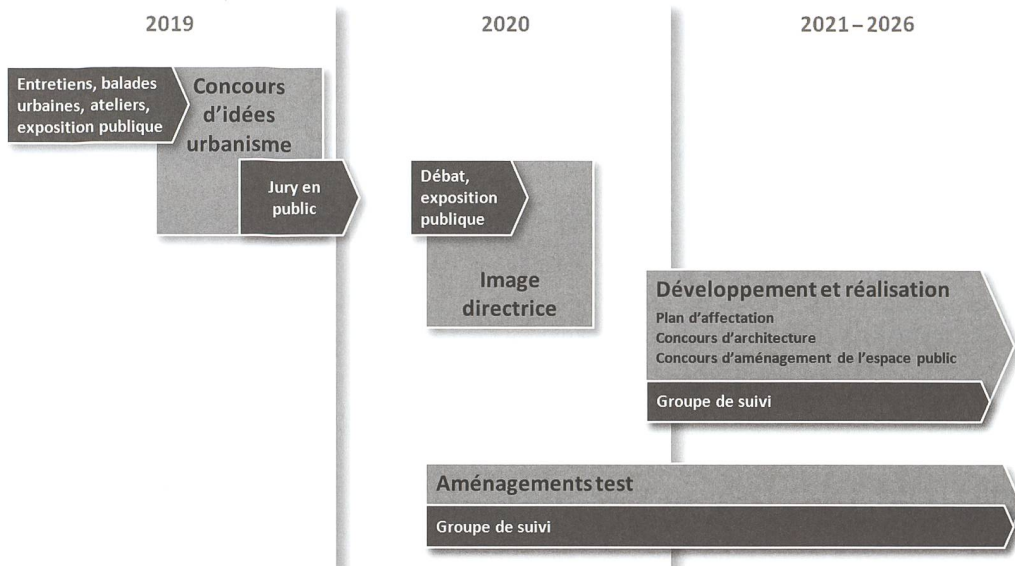 2019
2020
2021–2026
Entretiens, balades
urbaines, ateliers,
exposition publique
Concours
d'idées
urbanisme
Jury en
public
Débat,
exposition
publique
Image
directrice
Développement et réalisation
Plan d'affectation
Concours d'architecture
Concours d'aménagement de l'espace public
Groupe de suivi
Aménagements test
Groupe de suivi